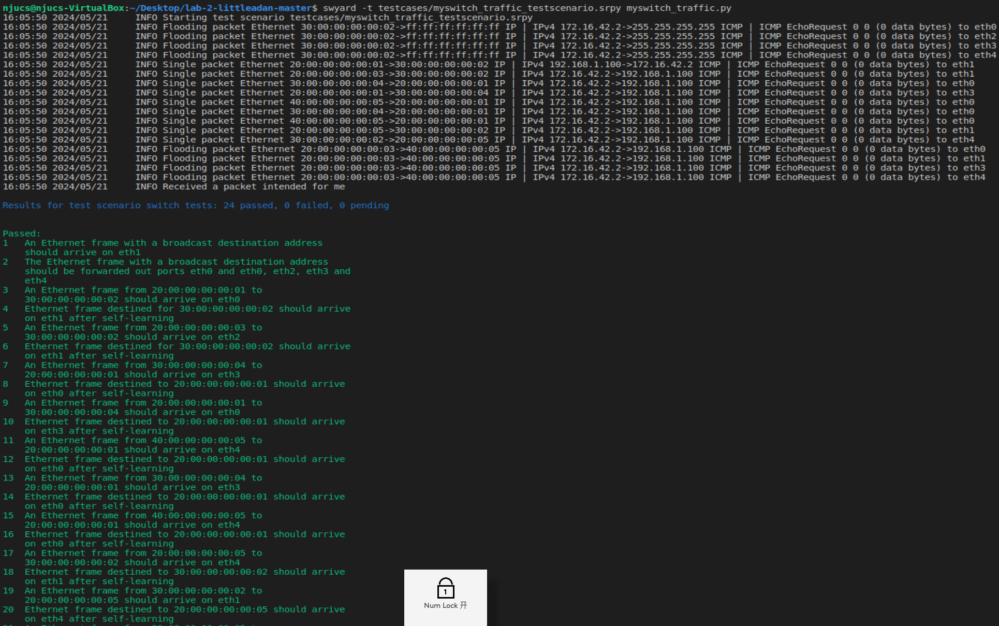 njucs@njucs-VirtualBox:~/Desktop/lab-2-littleadan-master$ swyard -t testcases/myswitch_traffic_testscenario.srpy myswitch_traffic.py
16:05:50 2024/05/21     INFO Starting test scenario testcases/myswitch_traffic_testscenario.srpy
16:05:50 2024/05/21     INFO Flooding packet Ethernet 30:00:00:00:00:02->ff:ff:ff:ff:ff:ff IP | IPv4 172.16.42.2->255.255.255.255 ICMP | ICMP EchoRequest 0 0 (0 data bytes) to eth0
16:05:50 2024/05/21     INFO Flooding packet Ethernet 30:00:00:00:00:02->ff:ff:ff:ff:ff:ff IP | IPv4 172.16.42.2->255.255.255.255 ICMP | ICMP EchoRequest 0 0 (0 data bytes) to eth2
16:05:50 2024/05/21     INFO Flooding packet Ethernet 30:00:00:00:00:02->ff:ff:ff:ff:ff:ff IP | IPv4 172.16.42.2->255.255.255.255 ICMP | ICMP EchoRequest 0 0 (0 data bytes) to eth3
16:05:50 2024/05/21     INFO Flooding packet Ethernet 30:00:00:00:00:02->ff:ff:ff:ff:ff:ff IP | IPv4 172.16.42.2->255.255.255.255 ICMP | ICMP EchoRequest 0 0 (0 data bytes) to eth4
16:05:50 2024/05/21     INFO Single packet Ethernet 20:00:00:00:00:01->30:00:00:00:00:02 IP | IPv4 192.168.1.100->172.16.42.2 ICMP | ICMP EchoRequest 0 0 (0 data bytes) to eth1
16:05:50 2024/05/21     INFO Single packet Ethernet 20:00:00:00:00:03->30:00:00:00:00:02 IP | IPv4 172.16.42.2->192.168.1.100 ICMP | ICMP EchoRequest 0 0 (0 data bytes) to eth1
16:05:50 2024/05/21     INFO Single packet Ethernet 30:00:00:00:00:04->20:00:00:00:00:01 IP | IPv4 172.16.42.2->192.168.1.100 ICMP | ICMP EchoRequest 0 0 (0 data bytes) to eth0
16:05:50 2024/05/21     INFO Single packet Ethernet 20:00:00:00:00:01->30:00:00:00:00:04 IP | IPv4 172.16.42.2->192.168.1.100 ICMP | ICMP EchoRequest 0 0 (0 data bytes) to eth3
16:05:50 2024/05/21     INFO Single packet Ethernet 40:00:00:00:00:05->20:00:00:00:00:01 IP | IPv4 172.16.42.2->192.168.1.100 ICMP | ICMP EchoRequest 0 0 (0 data bytes) to eth0
16:05:50 2024/05/21     INFO Single packet Ethernet 30:00:00:00:00:04->20:00:00:00:00:01 IP | IPv4 172.16.42.2->192.168.1.100 ICMP | ICMP EchoRequest 0 0 (0 data bytes) to eth0
16:05:50 2024/05/21     INFO Single packet Ethernet 40:00:00:00:00:05->20:00:00:00:00:01 IP | IPv4 172.16.42.2->192.168.1.100 ICMP | ICMP EchoRequest 0 0 (0 data bytes) to eth0
16:05:50 2024/05/21     INFO Single packet Ethernet 20:00:00:00:00:05->30:00:00:00:00:02 IP | IPv4 172.16.42.2->192.168.1.100 ICMP | ICMP EchoRequest 0 0 (0 data bytes) to eth1
16:05:50 2024/05/21     INFO Single packet Ethernet 30:00:00:00:00:02->20:00:00:00:00:05 IP | IPv4 172.16.42.2->192.168.1.100 ICMP | ICMP EchoRequest 0 0 (0 data bytes) to eth4
16:05:50 2024/05/21     INFO Flooding packet Ethernet 20:00:00:00:00:03->40:00:00:00:00:05 IP | IPv4 172.16.42.2->192.168.1.100 ICMP | ICMP EchoRequest 0 0 (0 data bytes) to eth0
16:05:50 2024/05/21     INFO Flooding packet Ethernet 20:00:00:00:00:03->40:00:00:00:00:05 IP | IPv4 172.16.42.2->192.168.1.100 ICMP | ICMP EchoRequest 0 0 (0 data bytes) to eth1
16:05:50 2024/05/21     INFO Flooding packet Ethernet 20:00:00:00:00:03->40:00:00:00:00:05 IP | IPv4 172.16.42.2->192.168.1.100 ICMP | ICMP EchoRequest 0 0 (0 data bytes) to eth3
16:05:50 2024/05/21     INFO Flooding packet Ethernet 20:00:00:00:00:03->40:00:00:00:00:05 IP | IPv4 172.16.42.2->192.168.1.100 ICMP | ICMP EchoRequest 0 0 (0 data bytes) to eth4
16:05:50 2024/05/21     INFO Received a packet intended for me
Results for test scenario switch tests: 24 passed, 0 failed, 0 pending
Passed:
1   An Ethernet frame with a broadcast destination address
should arrive on eth1
2   The Ethernet frame with a broadcast destination address
should be forwarded out ports eth0 and eth0, eth2, eth3 and
eth4
3   An Ethernet frame from 20:00:00:00:00:01 to
30:00:00:00:00:02 should arrive on eth0
4   Ethernet frame destined for 30:00:00:00:00:02 should arrive
on eth1 after self-learning
5   An Ethernet frame from 20:00:00:00:00:03 to
30:00:00:00:00:02 should arrive on eth2
6   Ethernet frame destined for 30:00:00:00:00:02 should arrive
on eth1 after self-learning
7   An Ethernet frame from 30:00:00:00:00:04 to
20:00:00:00:00:01 should arrive on eth3
8   Ethernet frame destined to 20:00:00:00:00:01 should arrive
on eth0 after self-learning
9   An Ethernet frame from 20:00:00:00:00:01 to
30:00:00:00:00:04 should arrive on eth0
10  Ethernet frame destined to 20:00:00:00:00:01 should arrive
on eth3 after self-learning
11  An Ethernet frame from 40:00:00:00:00:05 to
20:00:00:00:00:01 should arrive on eth4
12  Ethernet frame destined to 20:00:00:00:00:01 should arrive
on eth0 after self-learning
13  An Ethernet frame from 30:00:00:00:00:04 to
20:00:00:00:00:01 should arrive on eth3
14  Ethernet frame destined to 20:00:00:00:00:01 should arrive
on eth0 after self-learning
15  An Ethernet frame from 40:00:00:00:00:05 to
20:00:00:00:00:01 should arrive on eth4
16  Ethernet frame destined to 20:00:00:00:00:01 should arrive
on eth0 after self-learning
17  An Ethernet frame from 20:00:00:00:00:05 to
30:00:00:00:00:02 should arrive on eth4
18  Ethernet frame destined to 30:00:00:00:00:02 should arrive
on eth1 after self-learning
19  An Ethernet frame from 30:00:00:00:00:02 to
20:00:00:00:00:05 should arrive on eth1
20  Ethernet frame destined to 20:00:00:00:00:05 should arrive
on eth4 after self-learning
1
Num Lock 开